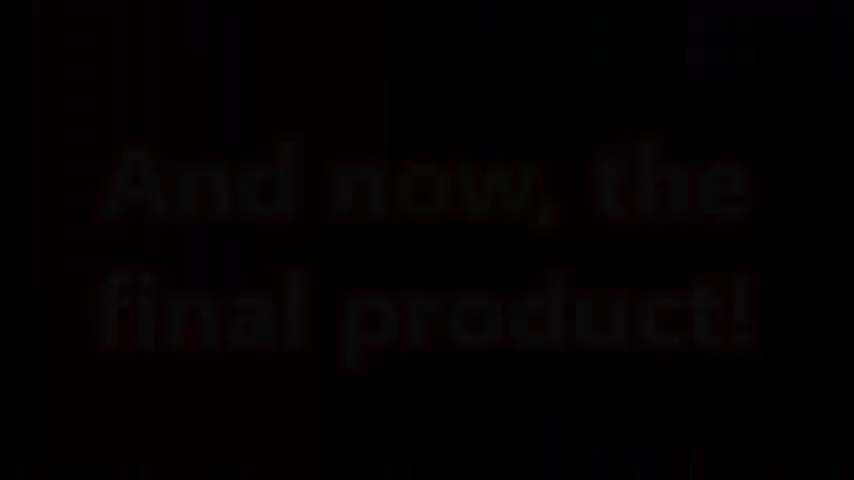 And now, the
final product!